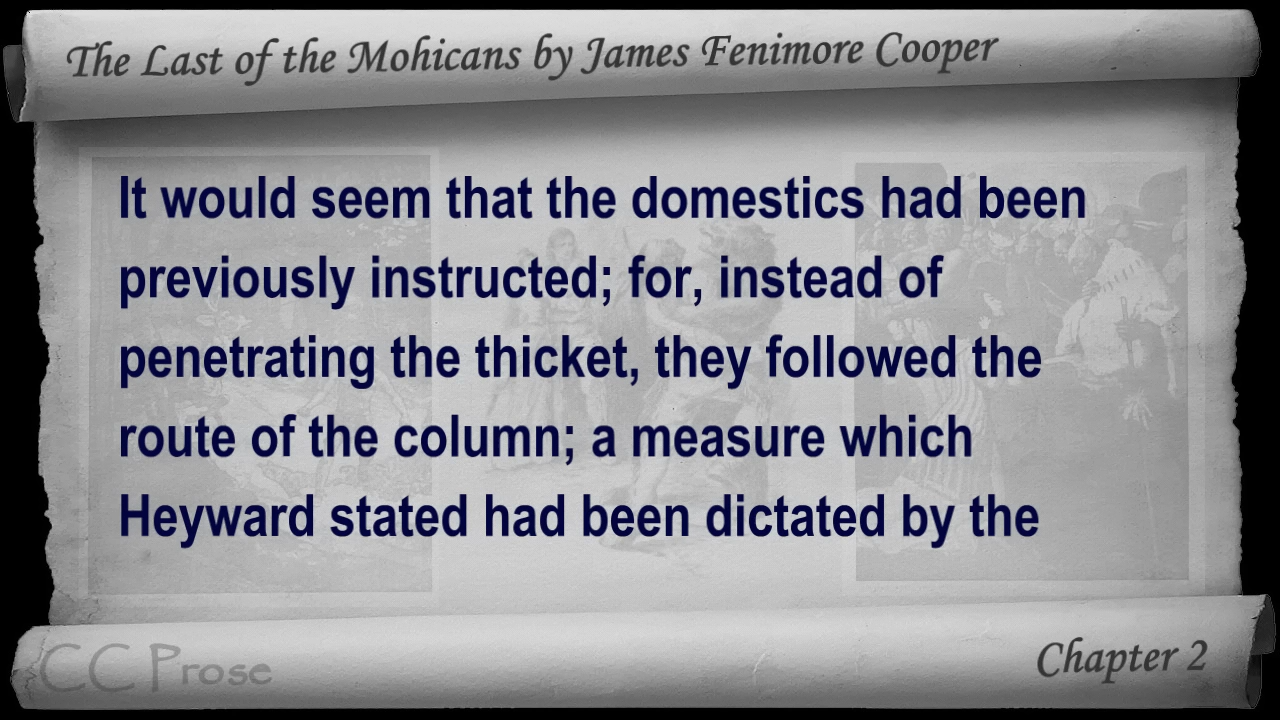 The Last of the Mohicans by James Fenimore Cooper
It would seem that the domestics had been
previously instructed; for, instead of
penetrating the thicket, they followed the
route of the column; a measure which
Heyward stated had been dictated by the
CC Prose
Chapter 2